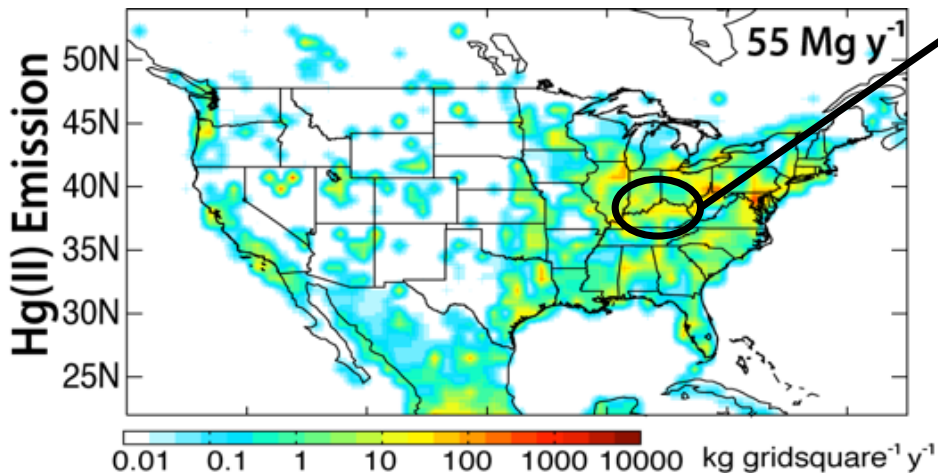 Hg(II) Emission
55 Mg y⁻¹
50N
45N
40N
35N
30N
25N
0.01 0.1 1 10 100 1000 10000 kg gridsquare⁻¹ y⁻¹